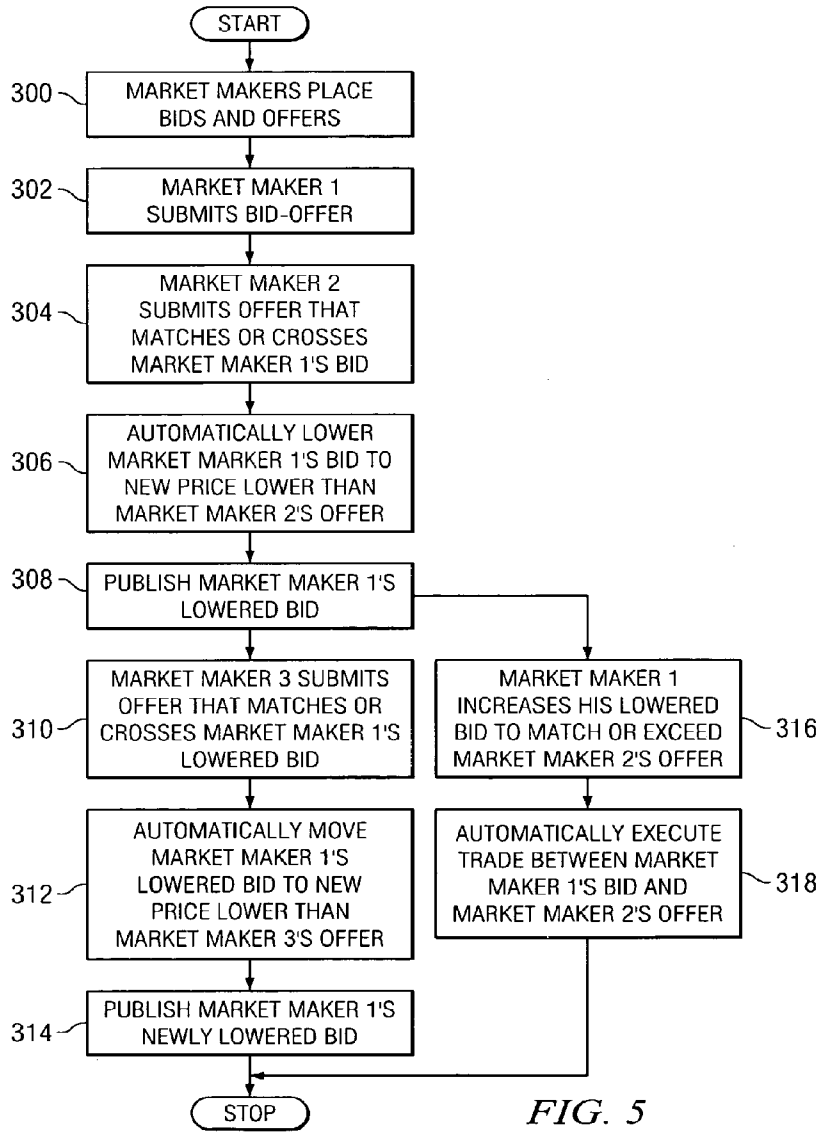 START
300
MARKET MAKERS PLACE
BIDS AND OFFERS
302
MARKET MAKER 1
SUBMITS BID-OFFER
304
MARKET MAKER 2
SUBMITS OFFER THAT
MATCHES OR CROSSES
MARKET MAKER 1'S BID
306
AUTOMATICALLY LOWER
MARKET MARKER 1'S BID TO
NEW PRICE LOWER THAN
MARKET MAKER 2'S OFFER
308
PUBLISH MARKET MAKER 1'S
LOWERED BID
310
MARKET MAKER 3 SUBMITS
OFFER THAT MATCHES OR
CROSSES MARKET MAKER 1'S
LOWERED BID
MARKET MAKER 1
INCREASES HIS LOWERED
BID TO MATCH OR EXCEED
MARKET MAKER 2'S OFFER
316
312
AUTOMATICALLY MOVE
MARKET MAKER 1'S
LOWERED BID TO NEW
PRICE LOWER THAN
MARKET MAKER 3'S OFFER
AUTOMATICALLY EXECUTE
TRADE BETWEEN MARKET
MAKER 1'S BID AND
MARKET MAKER 2'S OFFER
318
314
PUBLISH MARKET MAKER 1'S
NEWLY LOWERED BID
STOP
FIG. 5